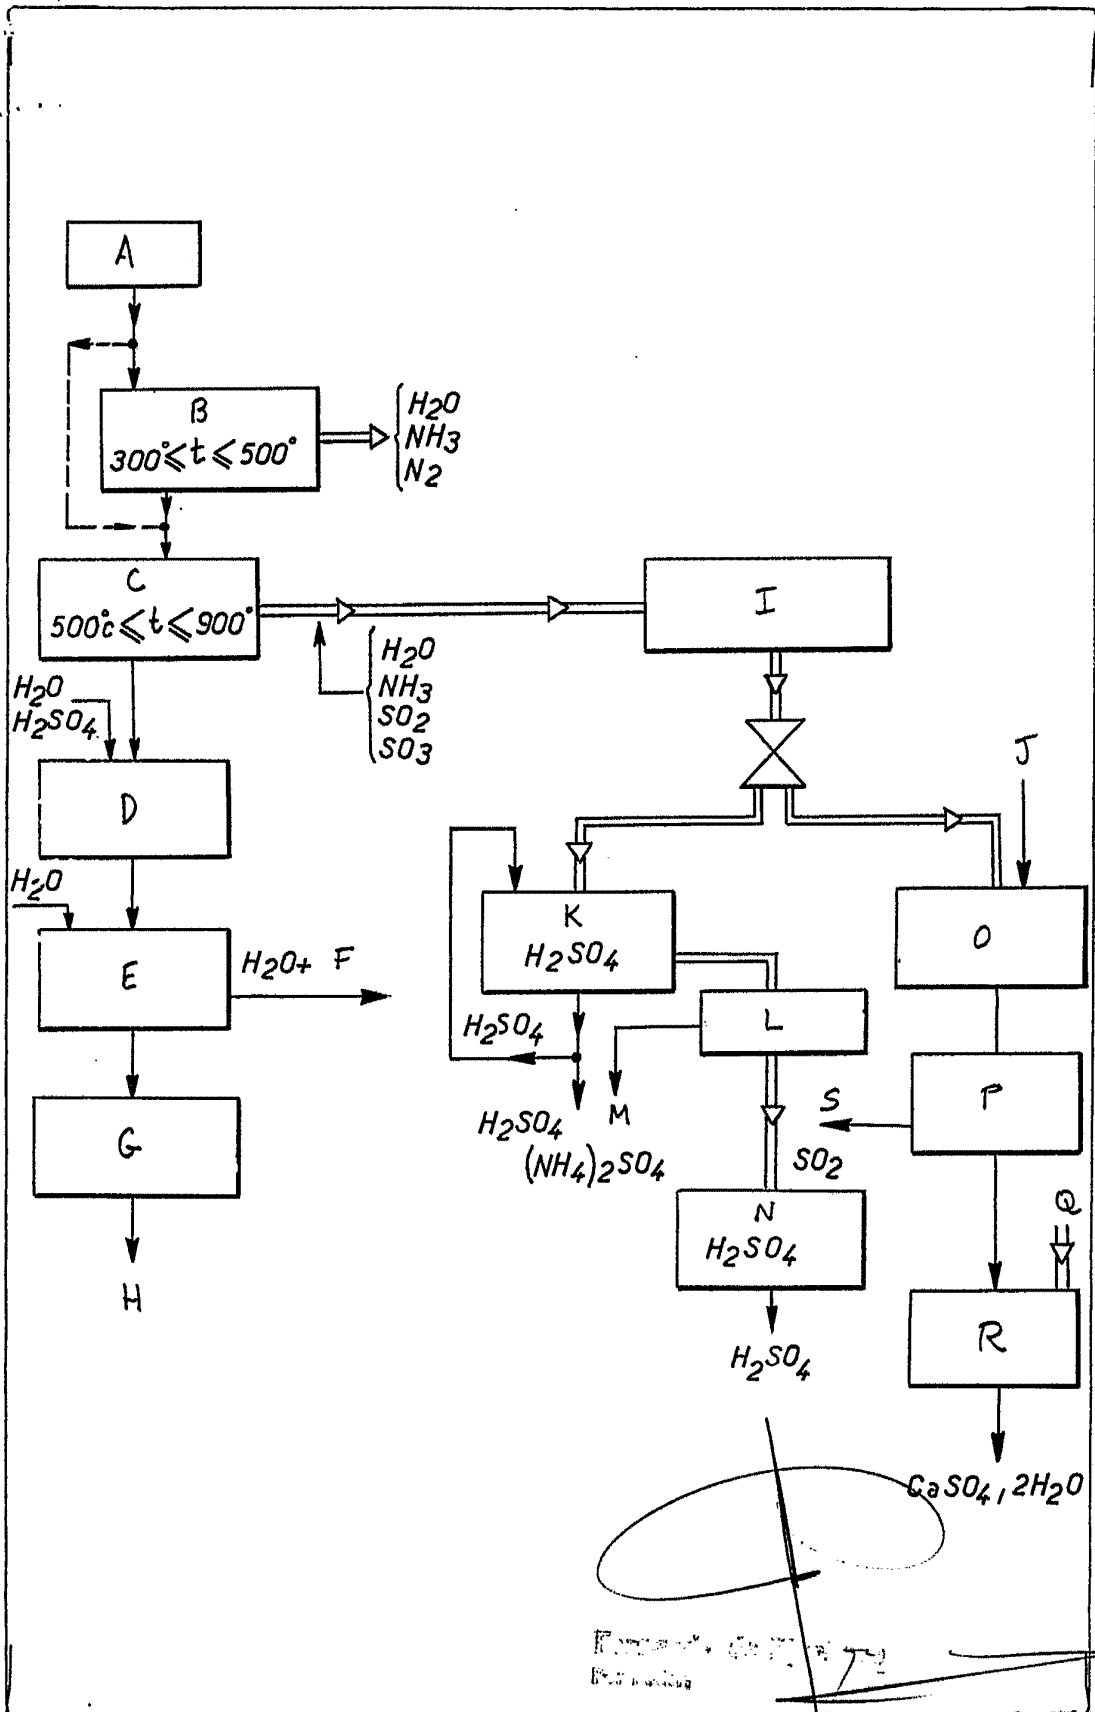 A
B
300° ≤ t ≤ 500°
H2O
NH3
N2
C
500°c ≤ t ≤ 900°
I
H2O
NH3
SO2
SO3
H2O
H2SO4
J
D
H2O
K
H2SO4
O
E
H2O+ F
L
H2SO4
P
M
S
H2SO4
(NH4)2SO4
SO2
G
Q
N
H2SO4
H
R
H2SO4
CaSO4, 2H2O